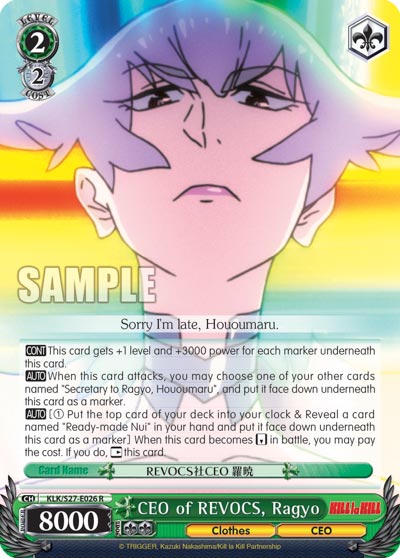 LEVEL
2
2
COST
SAMPLE
Sorry I'm late, Hououmaru.
CONT This card gets +1 level and +3000 power for each marker underneath
this card.
AUTO When this card attacks, you may choose one of your other cards
named "Secretary to Ragyo, Hououmaru", and put it face down underneath
this card as a marker.
AUTO [① Put the top card of your deck into your clock & Reveal a card
named "Ready-made Nui" in your hand and put it face down underneath
this card as a marker] When this card becomes in battle, you may pay
the cost. If you do, this card.
Card Name
REVOCS社CEO 羅暁
CH KLK/S27-E026 R
CEO of REVOCS, Ragyo
KILL la KILL
POWER
8000
Clothes
CEO
© TRIGGER, Kazuki Nakashima/Kill la Kill Partnership